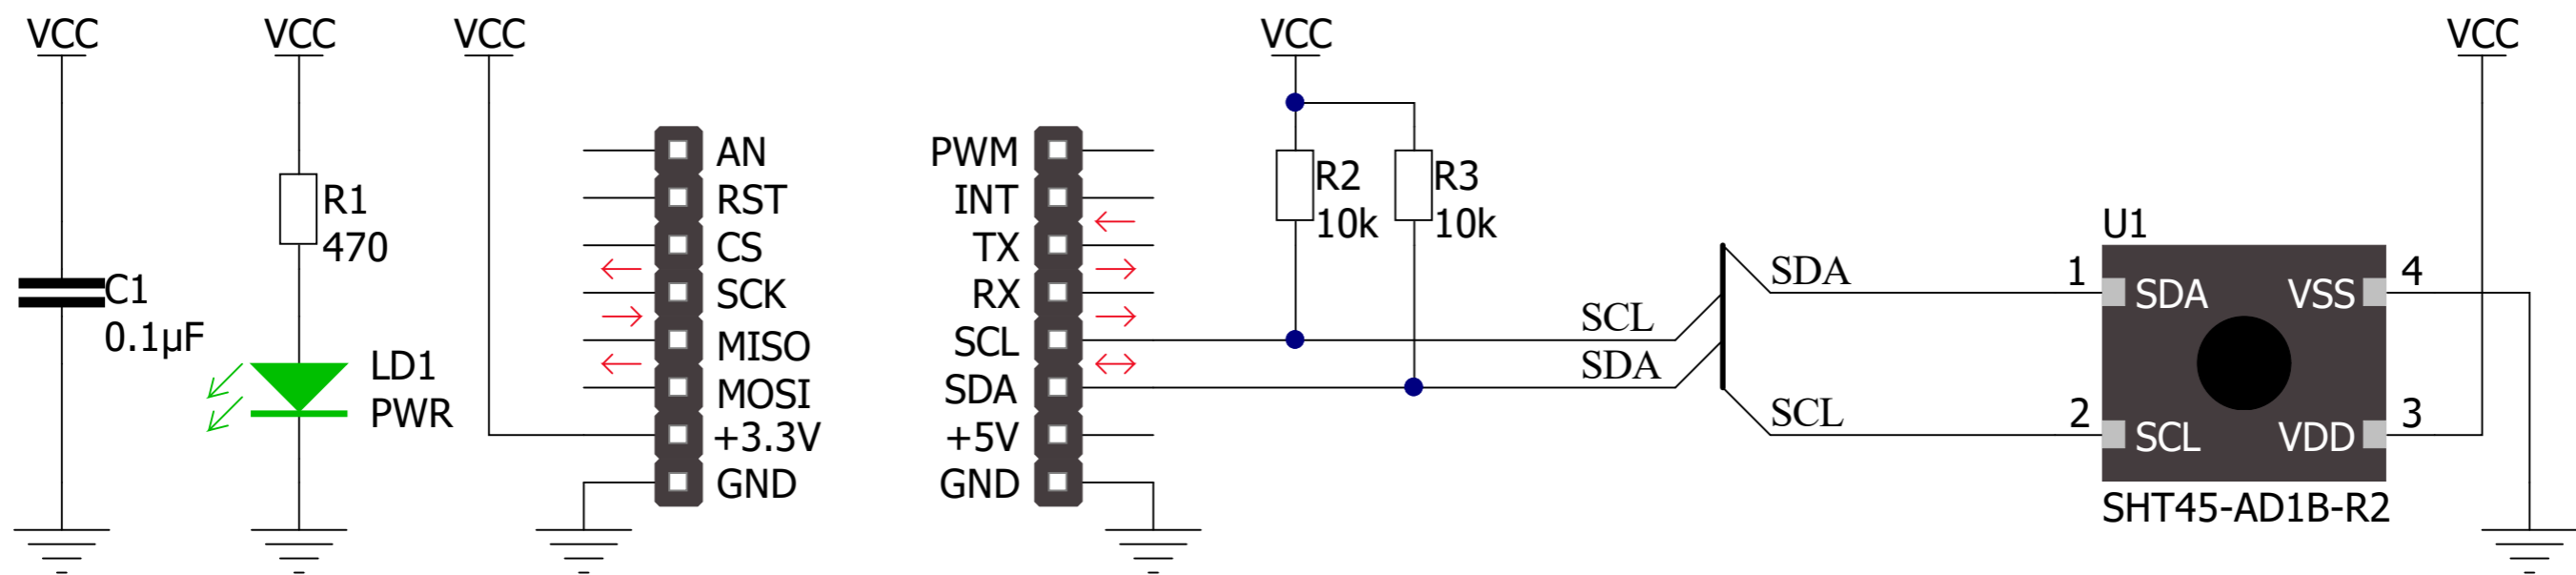 VCC
VCC
VCC
VCC
VCC
C1
0.1µF
R1
470
LD1
PWR
AN
RST
CS
SCK
MISO
MOSI
+3.3V
GND
PWM
INT
TX
RX
SCL
SDA
+5V
GND
R2
10k
R3
10k
SCL
SDA
SDA
SCL
U1
1
SDA
VSS
4
2
SCL
VDD
3
SHT45-AD1B-R2